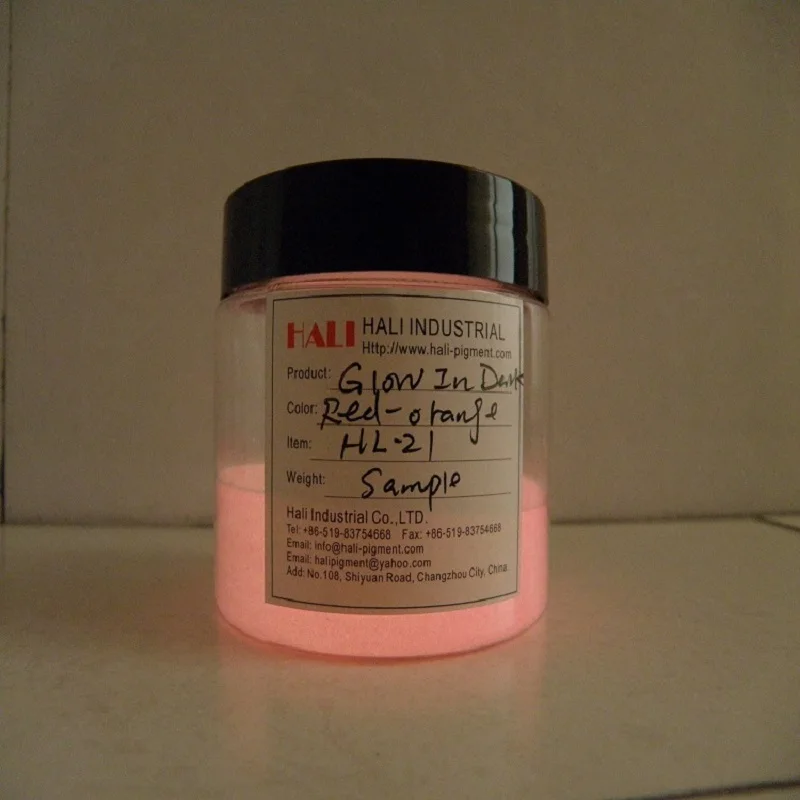 HALI HALI INDUSTRIAL
Http://www.hali-pigment.com
Product: Glow In Dark
Color: Red-orange
Item: HL-21
Weight: Sample
Hali Industrial Co.,LTD.
Tel: +86-519-83754668 Fax: +86-519-83754668
Email: info@hali-pigment.com
Email: halipigment@yahoo.com
Add: No.108, Shiyuan Road, Changzhou City, China